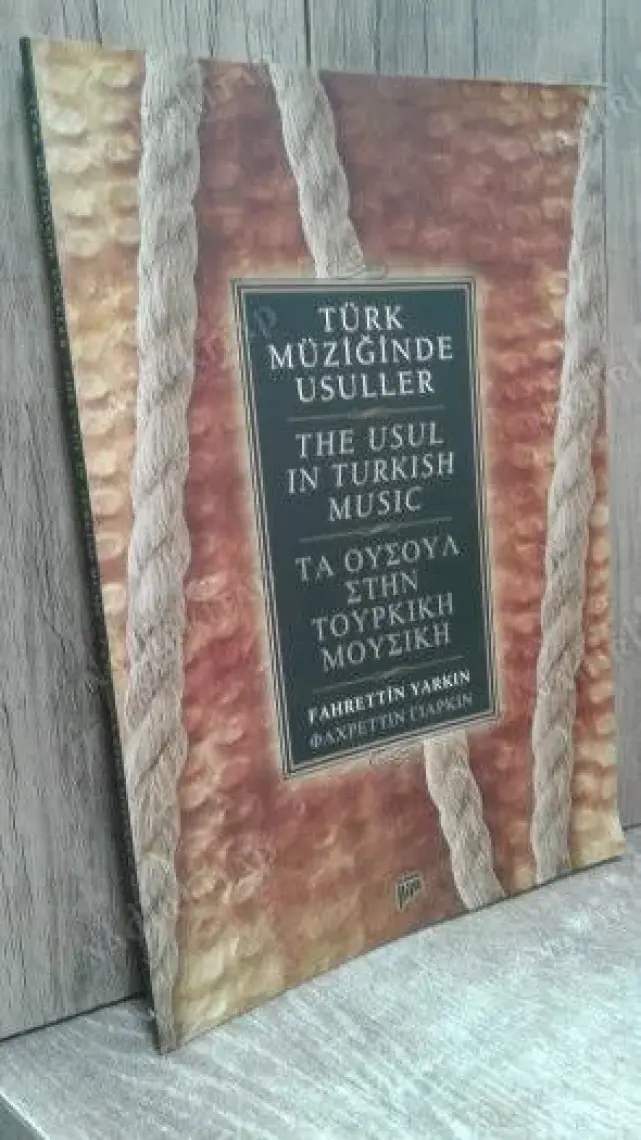 TÜRK
MÜZİĞİNDE
USULLER
THE USUL
IN TURKISH
MUSIC
ΤΑ ΟΥΣΟΥΛ
ΣΤΗΝ
ΤΟΥΡΚΙΚΗ
ΜΟΥΣΙΚΗ
FAHRETTİN YARKIN
ΦΑΧΡΕΤΤΙΝ ΓΙΑΡΚΙΝ